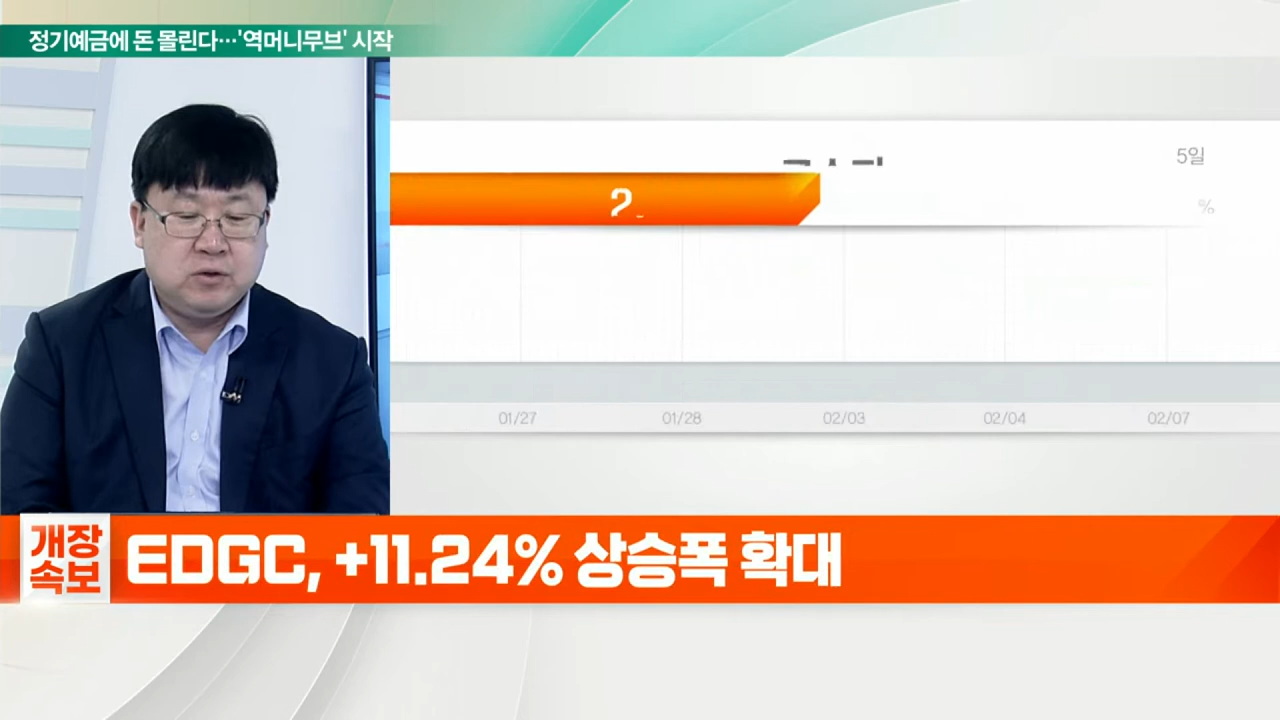 정기예금에 돈 몰린다…'역머니무브' 시작
5일
2
%
01/27 01/28 02/03 02/04 02/07
개장
속보
EDGC, +11.24% 상승폭 확대